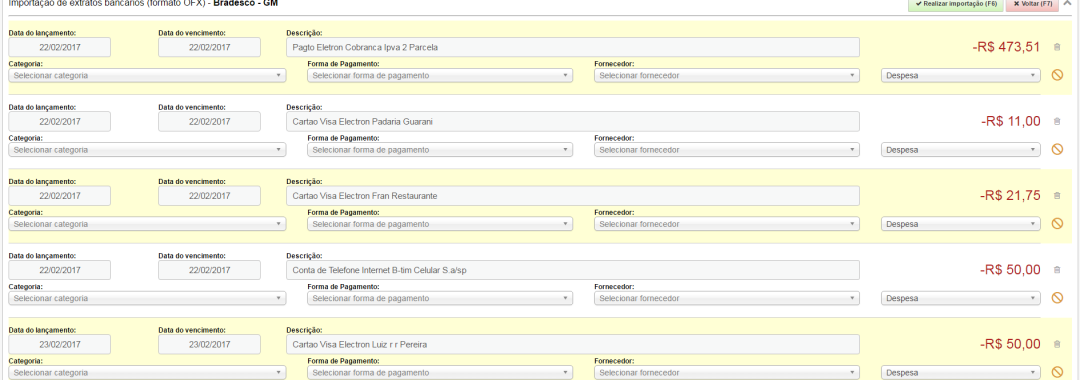 Importação de extratos bancários (formato OFX) - Bradesco - GM
Realizar importação (F6)
Voltar (F7)
Data do lançamento: Data do vencimento: Descrição:
22/02/2017 22/02/2017 Pagto Eletron Cobranca Ipva 2 Parcela -R$ 473,51
Categoria: Forma de Pagamento: Fornecedor:
Selecionar categoria Selecionar forma de pagamento Selecionar fornecedor Despesa
Data do lançamento: Data do vencimento: Descrição:
22/02/2017 22/02/2017 Cartao Visa Electron Padaria Guarani -R$ 11,00
Categoria: Forma de Pagamento: Fornecedor:
Selecionar categoria Selecionar forma de pagamento Selecionar fornecedor Despesa
Data do lançamento: Data do vencimento: Descrição:
22/02/2017 22/02/2017 Cartao Visa Electron Fran Restaurante -R$ 21,75
Categoria: Forma de Pagamento: Fornecedor:
Selecionar categoria Selecionar forma de pagamento Selecionar fornecedor Despesa
Data do lançamento: Data do vencimento: Descrição:
22/02/2017 22/02/2017 Conta de Telefone Internet B-tim Celular S.a/sp -R$ 50,00
Categoria: Forma de Pagamento: Fornecedor:
Selecionar categoria Selecionar forma de pagamento Selecionar fornecedor Despesa
Data do lançamento: Data do vencimento: Descrição:
23/02/2017 23/02/2017 Cartao Visa Electron Luiz r r Pereira -R$ 50,00
Categoria: Forma de Pagamento: Fornecedor:
Selecionar categoria Selecionar forma de pagamento Selecionar fornecedor Despesa